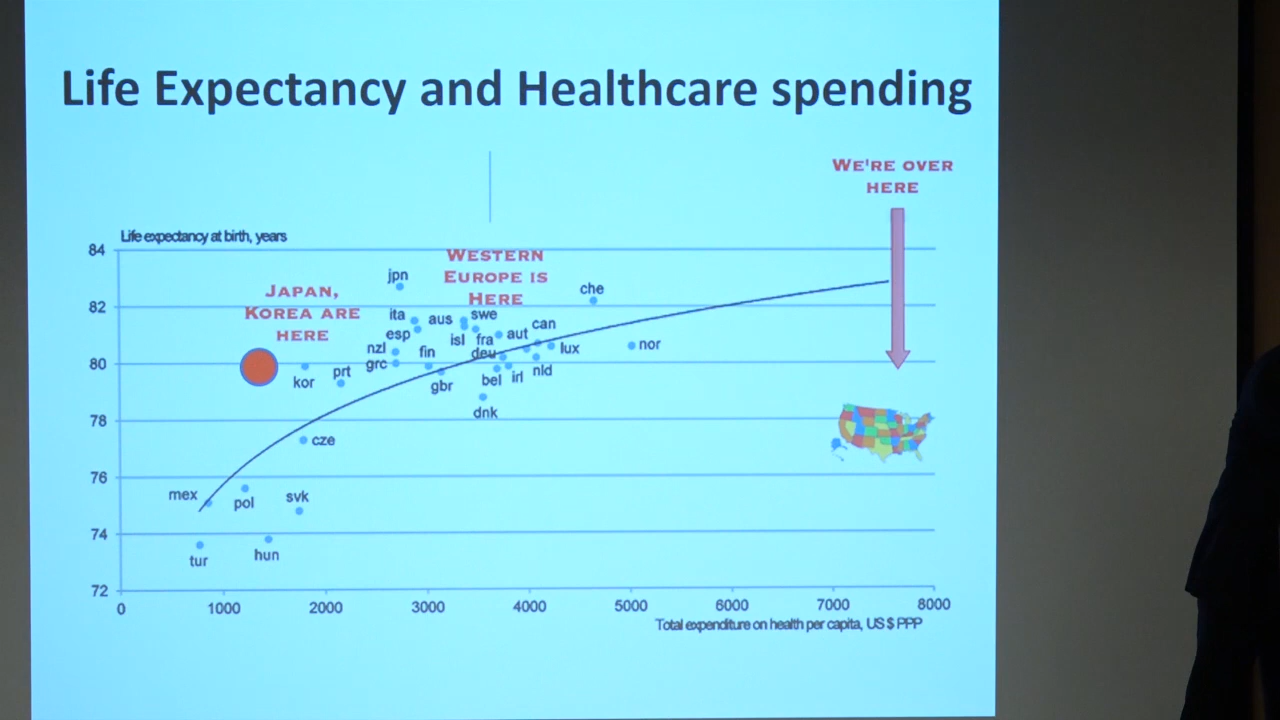 Life Expectancy and Healthcare spending
WE'RE OVER
HERE
Life expectancy at birth, years
84
82
80
78
76
74
72
WESTERN
EUROPE IS
HERE
JAPAN,
KOREA ARE
HERE
jpn
che
ita
aus
swe
can
esp
isl
fra
aut
nzl
fin
deu
lux
nor
grc
kor
prt
gbr
bel
irl
nld
dnk
cze
mex
pol
svk
tur
hun
0
1000
2000
3000
4000
5000
6000
7000
8000
Total expenditure on health per capita, US $ PPP